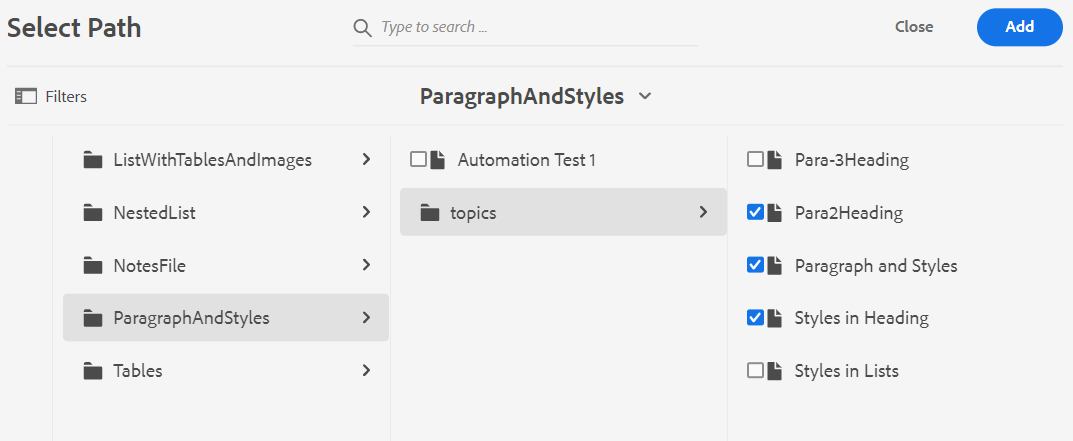 Select Path
Type to search ...
Close
Add
Filters
ParagraphAndStyles
ListWithTablesAndImages
NestedList
NotesFile
ParagraphAndStyles
Tables
Automation Test 1
topics
Para-3Heading
Para2Heading
Paragraph and Styles
Styles in Heading
Styles in Lists